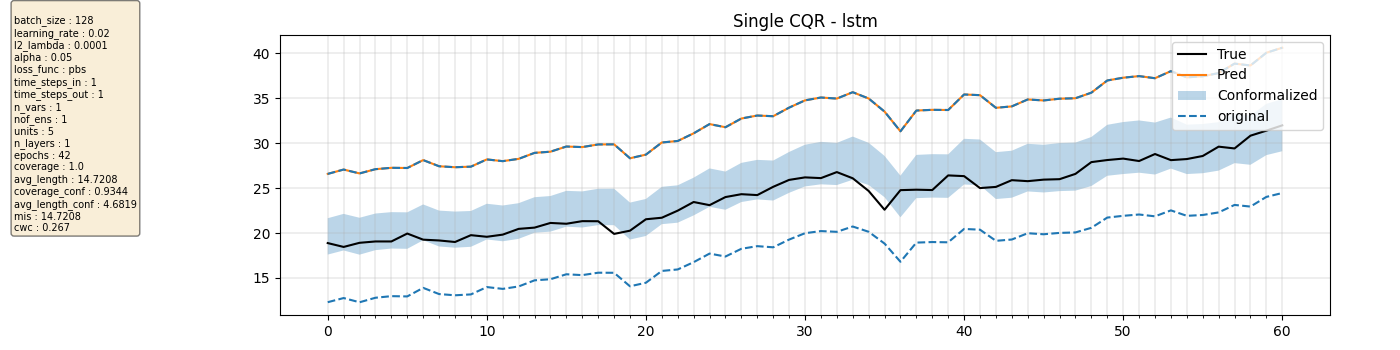 batch_size : 128
learning_rate : 0.02
l2_lambda : 0.0001
alpha : 0.05
loss_func : pbs
time_steps_in : 1
time_steps_out : 1
n_vars : 1
nof_ens : 1
units : 5
n_layers : 1
epochs : 42
coverage : 1.0
avg_length : 14.7208
coverage_conf : 0.9344
avg_length_conf : 4.6819
mis : 14.7208
cwc : 0.267
Single CQR - lstm
40
35
30
25
20
15
True
Pred
Conformalized
original
0 10 20 30 40 50 60